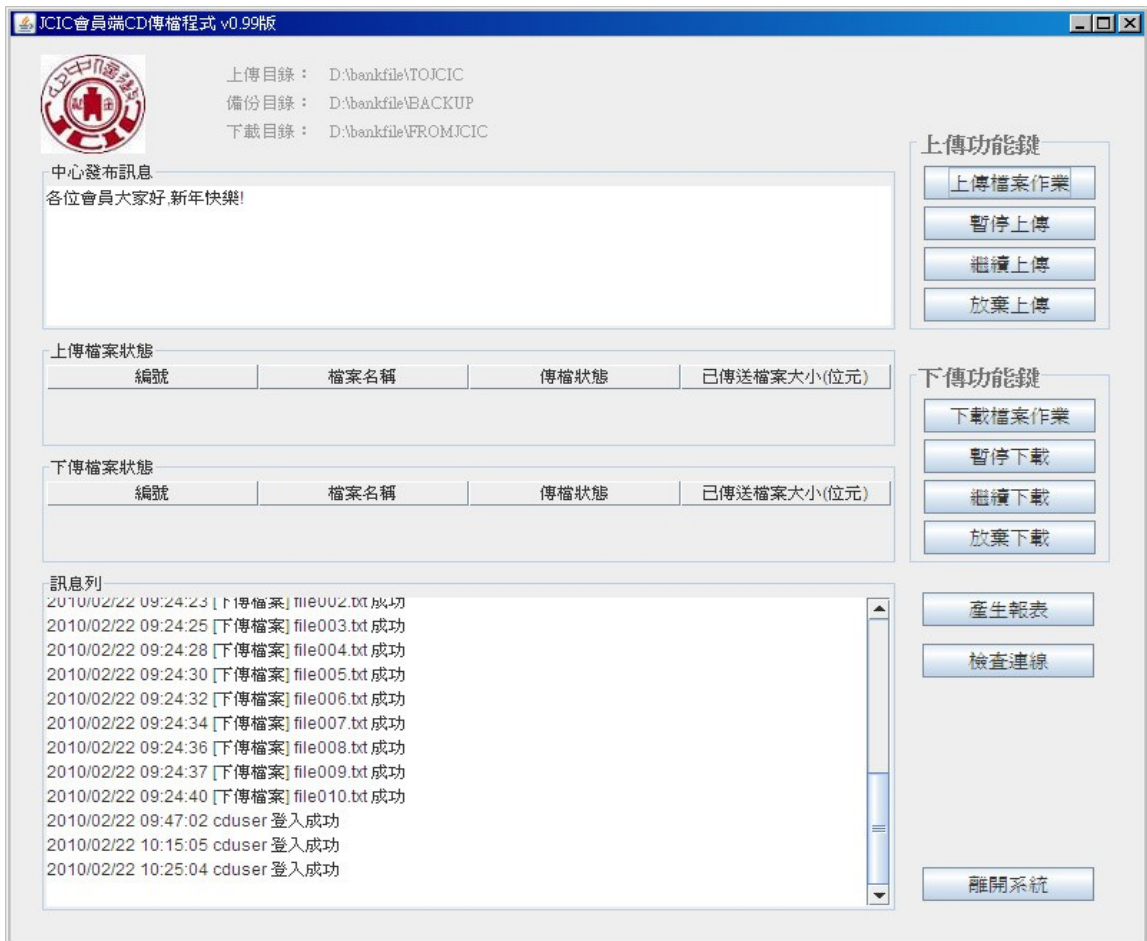 JCIC會員端CD傳檔程式 v0.99版
上傳目錄： D:\bankfile\TOJCIC
備份目錄： D:\bankfile\BACKUP
下載目錄： D:\bankfile\FROMJCIC
中心發布訊息
各位會員大家好,新年快樂!
上傳功能鍵
上傳檔案作業
暫停上傳
繼續上傳
放棄上傳
上傳檔案狀態
編號 檔案名稱 傳檔狀態 已傳送檔案大小(位元)
下傳檔案狀態
編號 檔案名稱 傳檔狀態 已傳送檔案大小(位元)
下傳功能鍵
下載檔案作業
暫停下載
繼續下載
放棄下載
訊息列
2010/02/22 09:24:23 [下傳檔案] file002.txt 成功
2010/02/22 09:24:25 [下傳檔案] file003.txt 成功
2010/02/22 09:24:28 [下傳檔案] file004.txt 成功
2010/02/22 09:24:30 [下傳檔案] file005.txt 成功
2010/02/22 09:24:32 [下傳檔案] file006.txt 成功
2010/02/22 09:24:34 [下傳檔案] file007.txt 成功
2010/02/22 09:24:36 [下傳檔案] file008.txt 成功
2010/02/22 09:24:37 [下傳檔案] file009.txt 成功
2010/02/22 09:24:40 [下傳檔案] file010.txt 成功
2010/02/22 09:47:02 cduser 登入成功
2010/02/22 10:15:05 cduser 登入成功
2010/02/22 10:25:04 cduser 登入成功
產生報表
檢查連線
離開系統